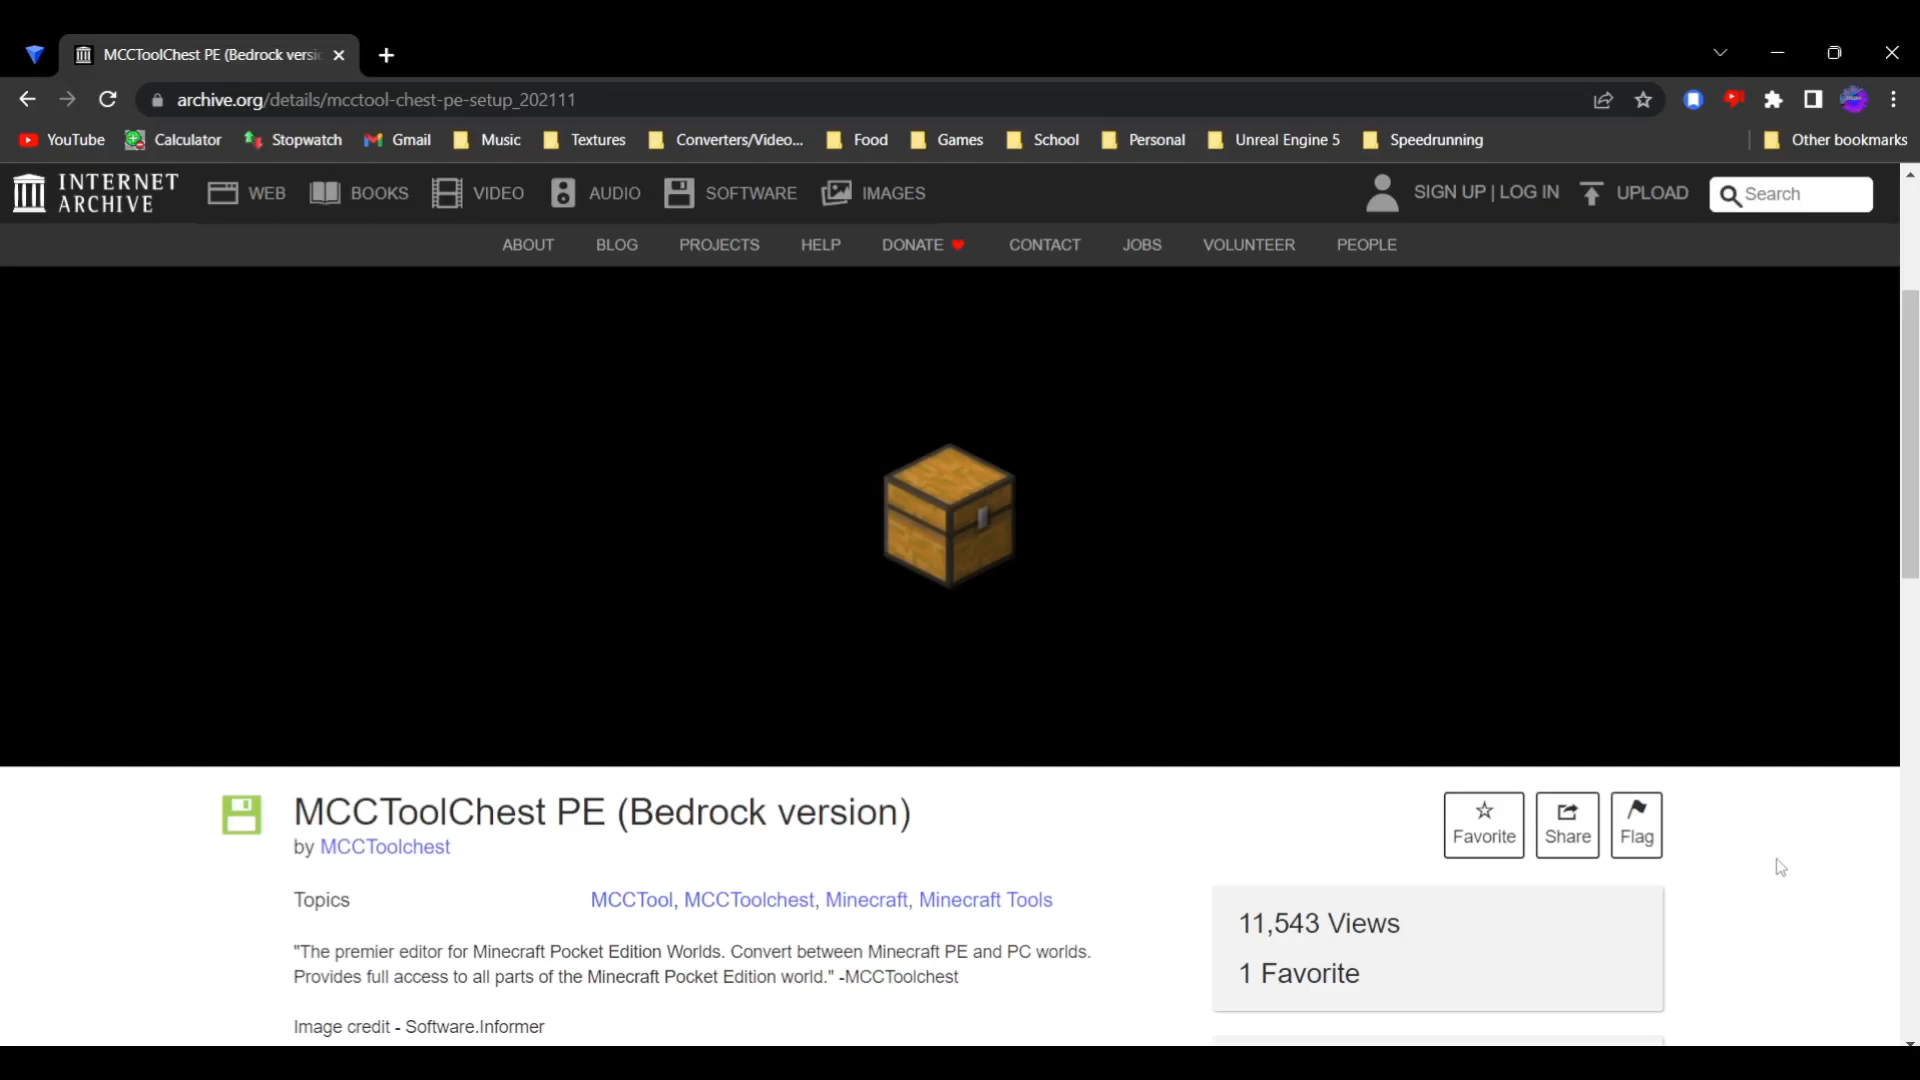 MCCToolChest PE (Bedrock versi
archive.org/details/mcctool-chest-pe-setup_202111
YouTube Calculator Stopwatch Gmail Music Textures Converters/Video... Food Games School Personal Unreal Engine 5 Speedrunning Other bookmarks
INTERNET ARCHIVE WEB BOOKS VIDEO AUDIO SOFTWARE IMAGES SIGN UP | LOG IN UPLOAD Search
ABOUT BLOG PROJECTS HELP DONATE CONTACT JOBS VOLUNTEER PEOPLE
MCCToolChest PE (Bedrock version)
by MCCToolchest
Favorite Share Flag
Topics MCCTool, MCCToolchest, Minecraft, Minecraft Tools
"The premier editor for Minecraft Pocket Edition Worlds. Convert between Minecraft PE and PC worlds.
Provides full access to all parts of the Minecraft Pocket Edition world." -MCCToolchest
Image credit - Software.Informer
11,543 Views
1 Favorite